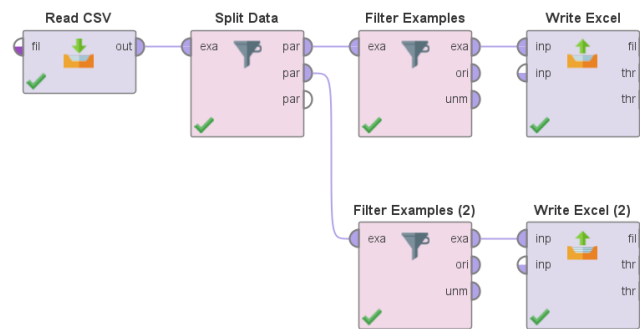 Read CSV
fil out
Split Data
exa par
par
par
Filter Examples
exa exa
ori
unm
Write Excel
inp fil
inp thr
thr
Filter Examples (2)
exa exa
ori
unm
Write Excel (2)
inp fil
inp thr
thr